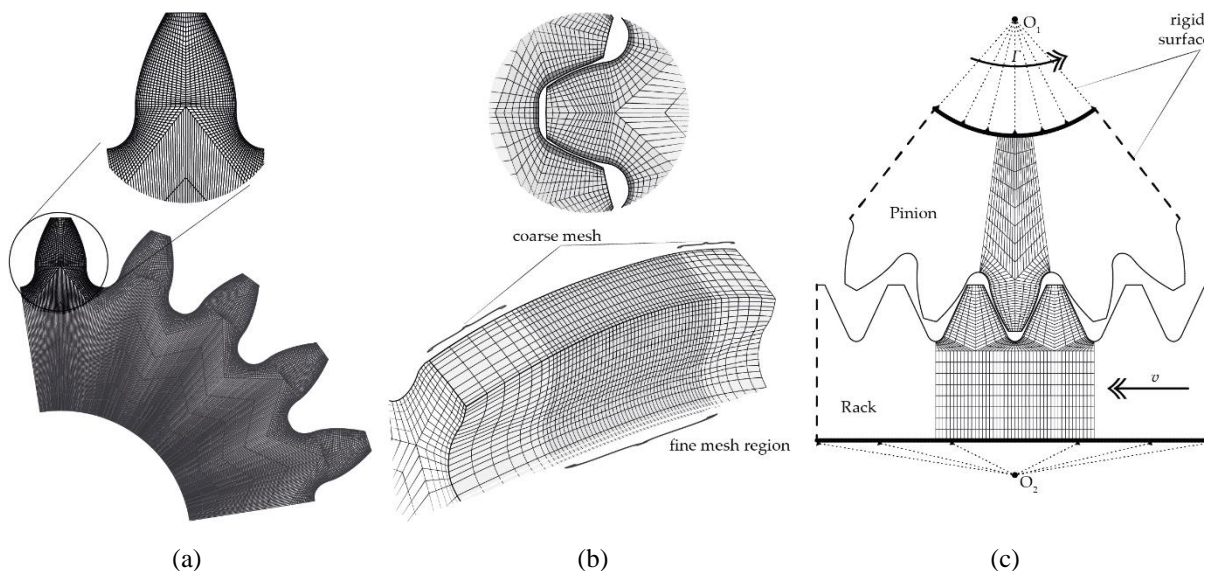 O₁
rigid
surface
Γ
coarse mesh
Pinion
v
Rack
fine mesh region
O₂
(a)
(b)
(c)